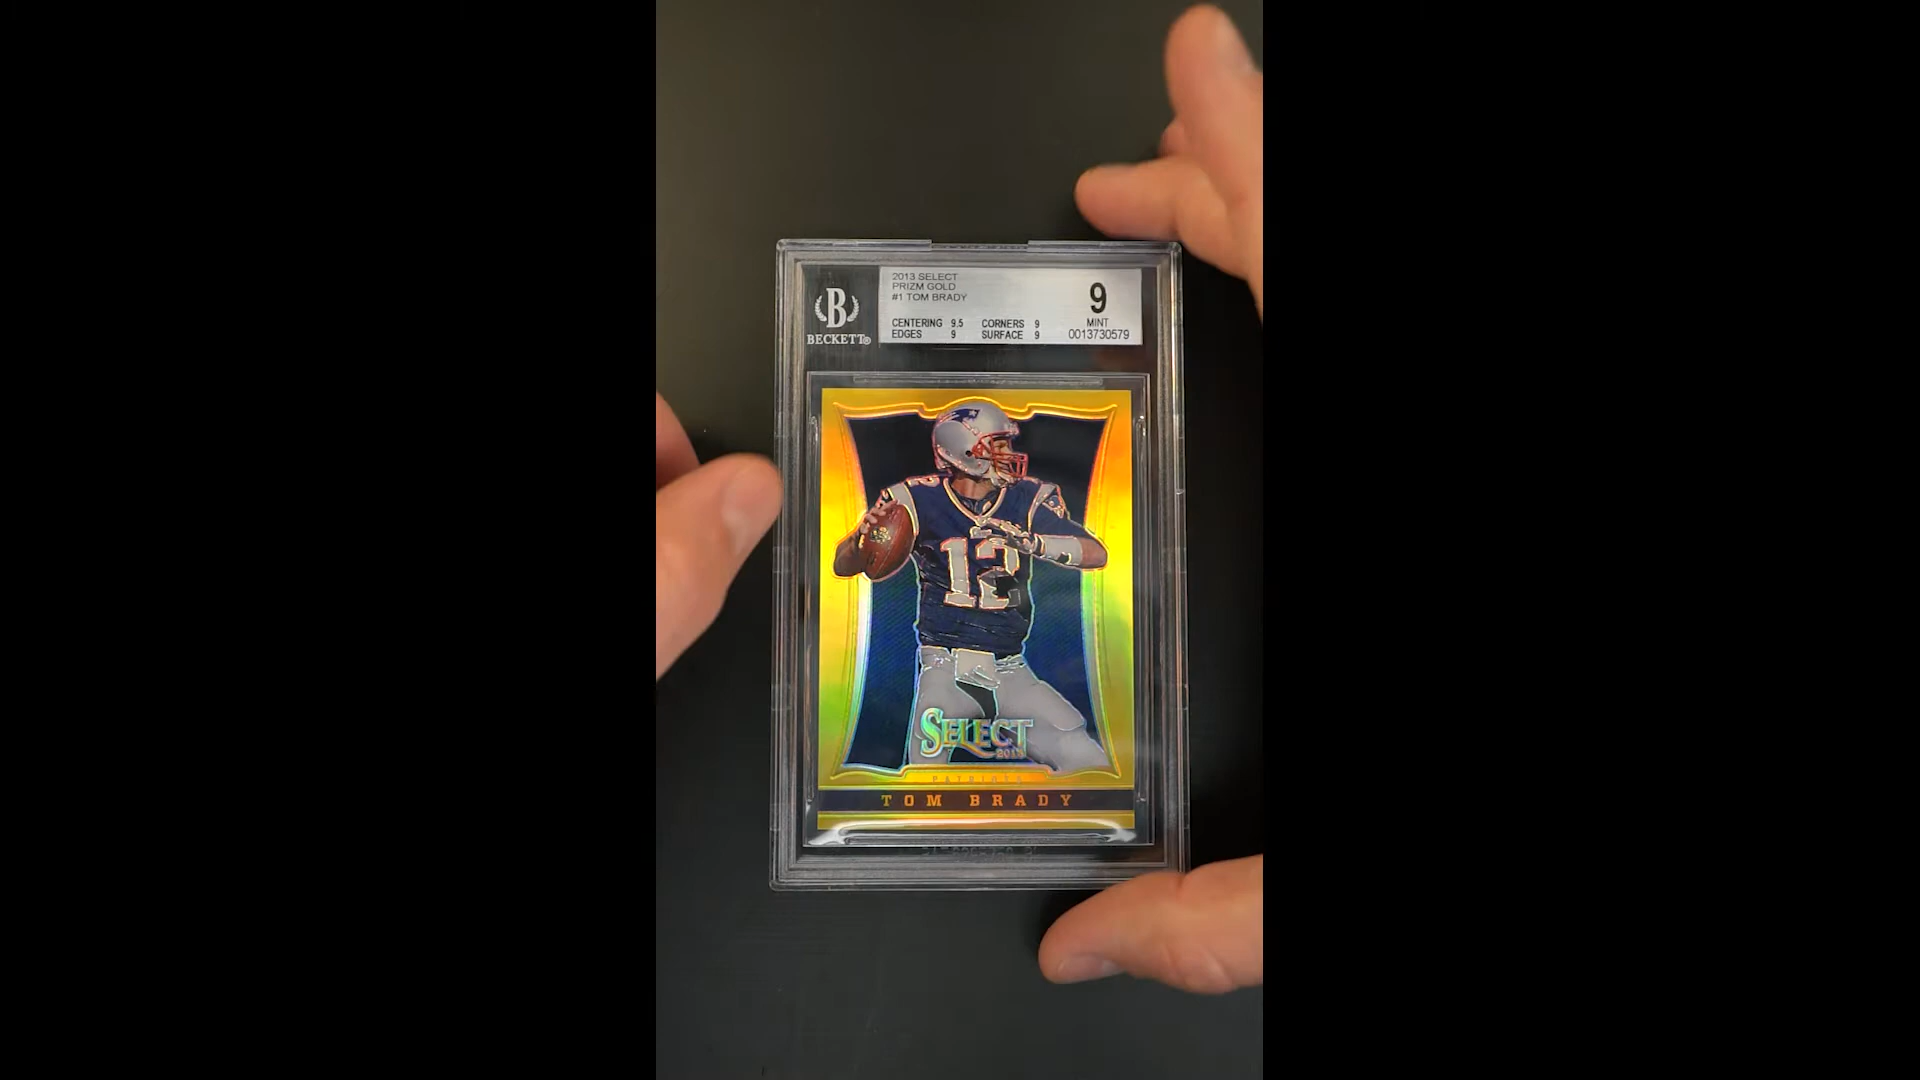 2013 SELECT
PRIZM GOLD
#1 TOM BRADY
CENTERING 9.5 CORNERS 9
EDGES 9 SURFACE 9
9
MINT
0013730579
B
BECKETT®
12
SELECT
2013
PATRIOTS
TOM BRADY